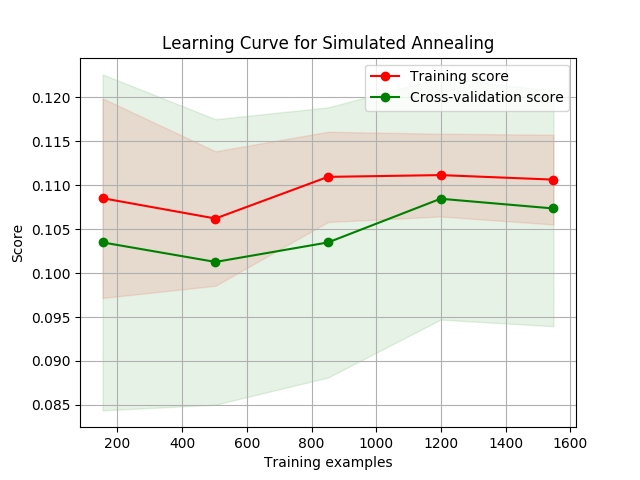 Learning Curve for Simulated Annealing
Training score
Cross-validation score
0.120
0.115
0.110
0.105
0.100
0.095
0.090
0.085
Score
200 400 600 800 1000 1200 1400 1600
Training examples